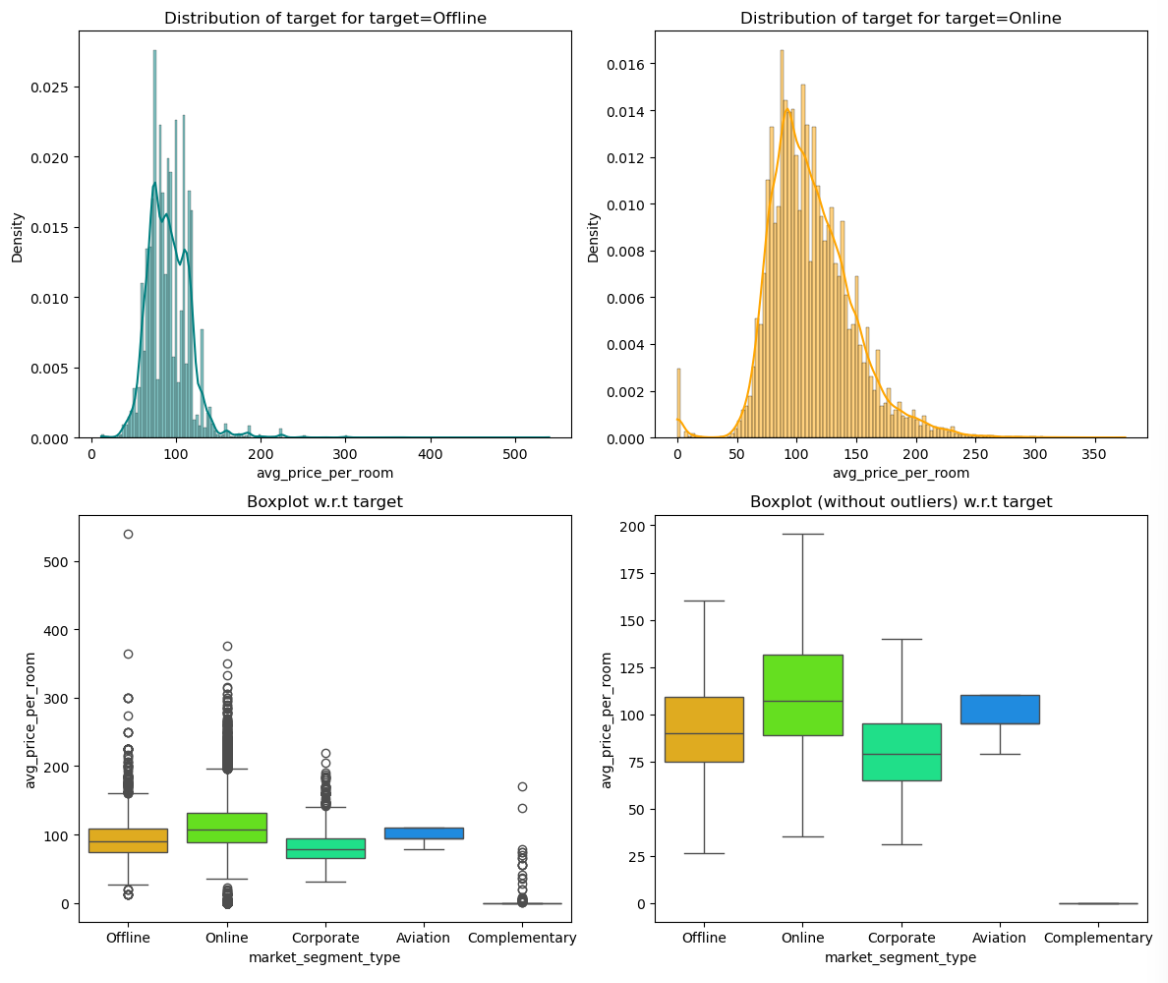 Distribution of target for target=Offline
Density
0.025
0.020
0.015
0.010
0.005
0.000
0 100 200 300 400 500
avg_price_per_room
Distribution of target for target=Online
Density
0.016
0.014
0.012
0.010
0.008
0.006
0.004
0.002
0.000
0 50 100 150 200 250 300 350
avg_price_per_room
Boxplot w.r.t target
avg_price_per_room
500
400
300
200
100
0
Offline Online Corporate Aviation Complementary
market_segment_type
Boxplot (without outliers) w.r.t target
avg_price_per_room
200
175
150
125
100
75
50
25
0
Offline Online Corporate Aviation Complementary
market_segment_type